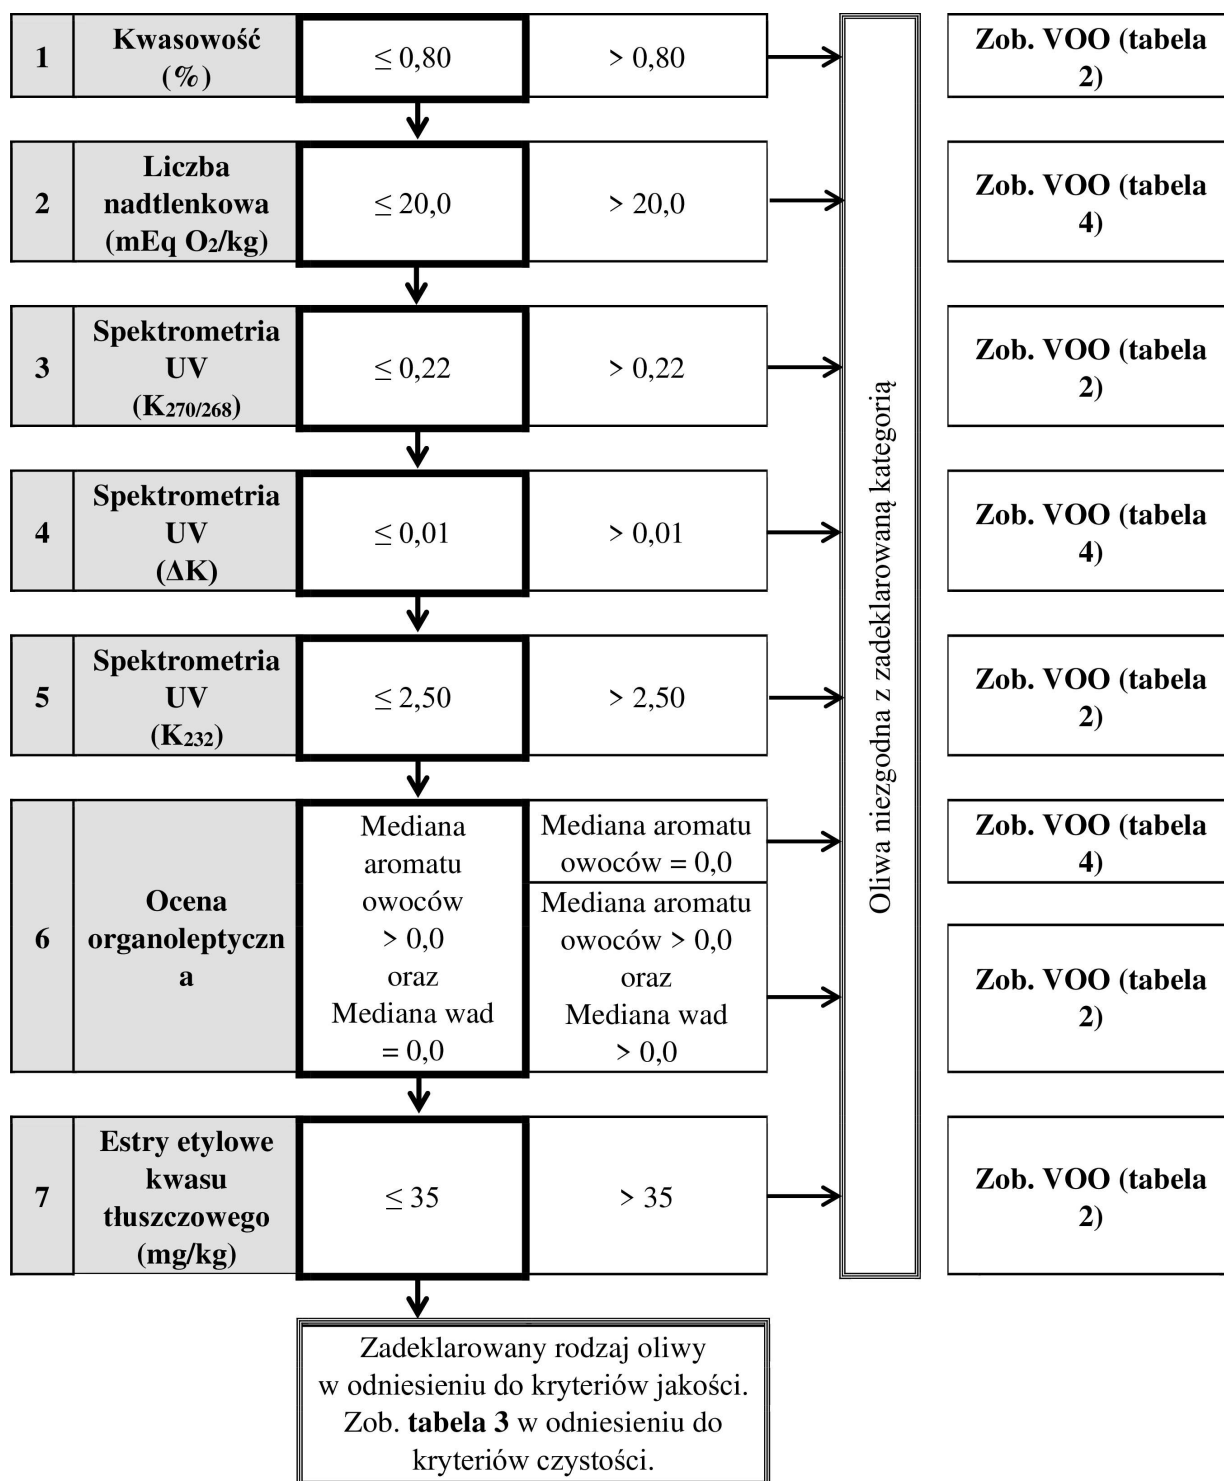 1
Kwasowość
(%)
≤ 0,80
> 0,80
Zob. VOO (tabela
2)
2
Liczba
nadtlenkowa
(mEq O₂/kg)
≤ 20,0
> 20,0
Zob. VOO (tabela
4)
3
Spektrometria
UV
(K₂₇₀/₂₆₈)
≤ 0,22
> 0,22
Zob. VOO (tabela
2)
4
Spektrometria
UV
(ΔK)
≤ 0,01
> 0,01
Zob. VOO (tabela
4)
5
Spektrometria
UV
(K₂₃₂)
≤ 2,50
> 2,50
Zob. VOO (tabela
2)
6
Ocena
organoleptyczn
a
Mediana
aromatu
owoców
> 0,0
oraz
Mediana wad
= 0,0
Mediana aromatu
owoców = 0,0
Zob. VOO (tabela
4)
Mediana aromatu
owoców > 0,0
oraz
Mediana wad
> 0,0
Zob. VOO (tabela
2)
7
Estry etylowe
kwasu
tłuszczowego
(mg/kg)
≤ 35
> 35
Zob. VOO (tabela
2)
Oliwa niezgodna z zadeklarowaną kategorią
Zadeklarowany rodzaj oliwy
w odniesieniu do kryteriów jakości.
Zob. tabela 3 w odniesieniu do
kryteriów czystości.